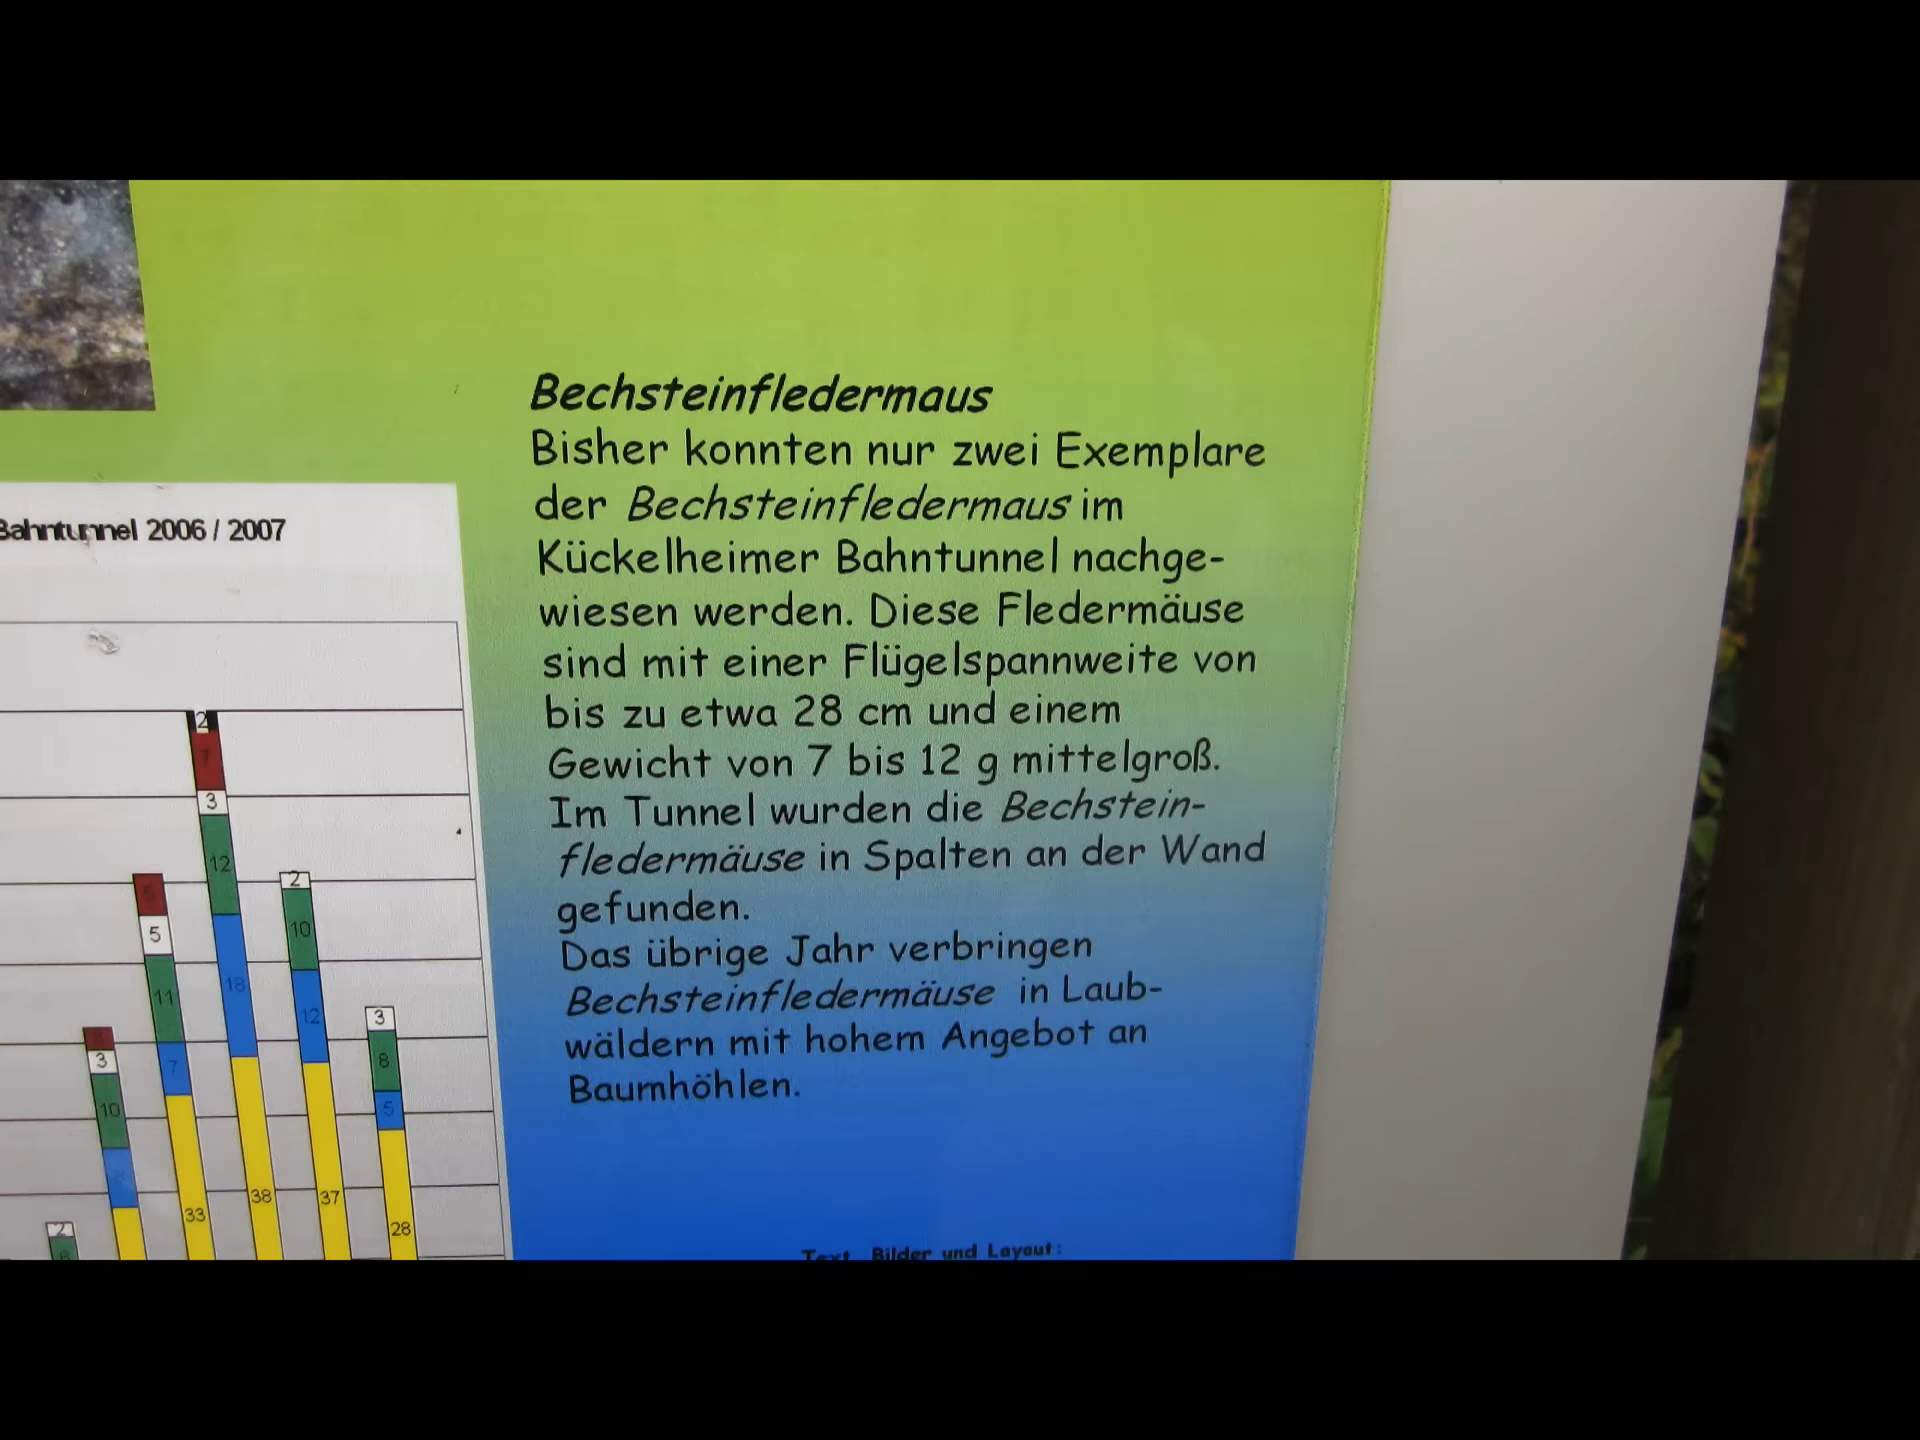 Bechsteinfledermaus
Bisher konnten nur zwei Exemplare
der Bechsteinfledermaus im
Kückelheimer Bahntunnel nachge-
wiesen werden. Diese Fledermäuse
sind mit einer Flügelspannweite von
bis zu etwa 28 cm und einem
Gewicht von 7 bis 12 g mittelgroß.
Im Tunnel wurden die Bechstein-
fledermäuse in Spalten an der Wand
gefunden.
Das übrige Jahr verbringen
Bechsteinfledermäuse in Laub-
wäldern mit hohem Angebot an
Baumhöhlen.
Text, Bilder und Layout:
Bahntunnel 2006 / 2007
2
7
3
12
18
38
5
5
11
7
33
2
10
12
37
3
8
5
28
3
10
2